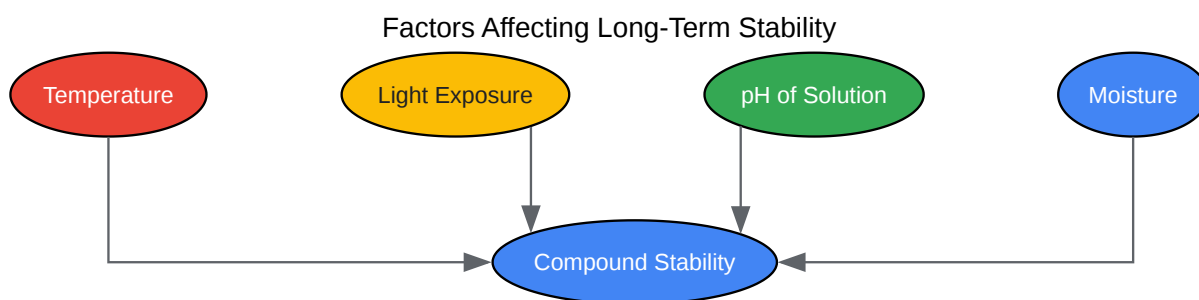 Factors Affecting Long-Term Stability
Temperature
Light Exposure
pH of Solution
Moisture
Compound Stability